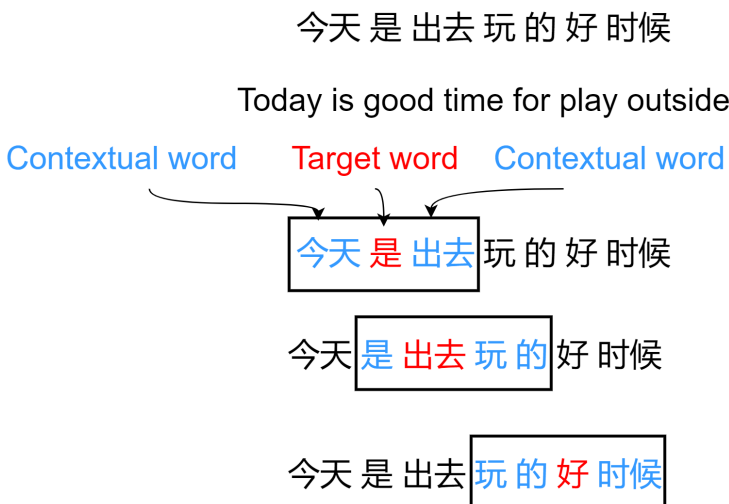 今天 是 出去 玩 的 好 时候
Today is good time for play outside
Contextual word Target word Contextual word
今天 是 出去 玩 的 好 时候
今天 是 出去 玩 的 好 时候
今天 是 出去 玩 的 好 时候